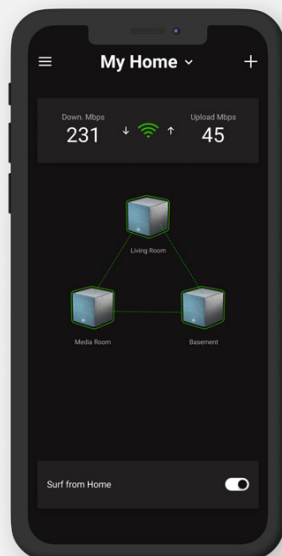 My Home
Down. Mbps
231
Upload Mbps
45
Living Room
Media Room
Basement
Surf from Home